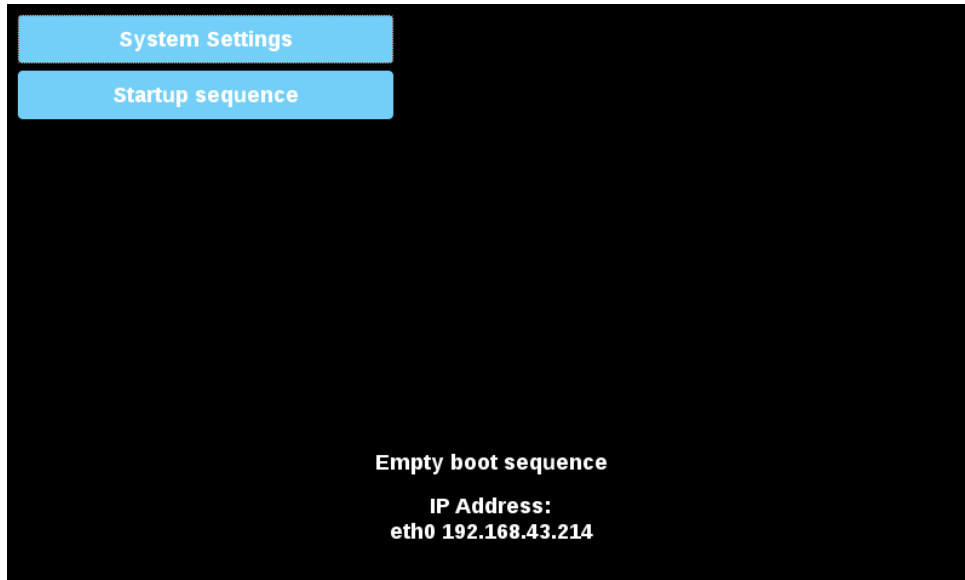 System Settings
Startup sequence
Empty boot sequence
IP Address:
eth0 192.168.43.214